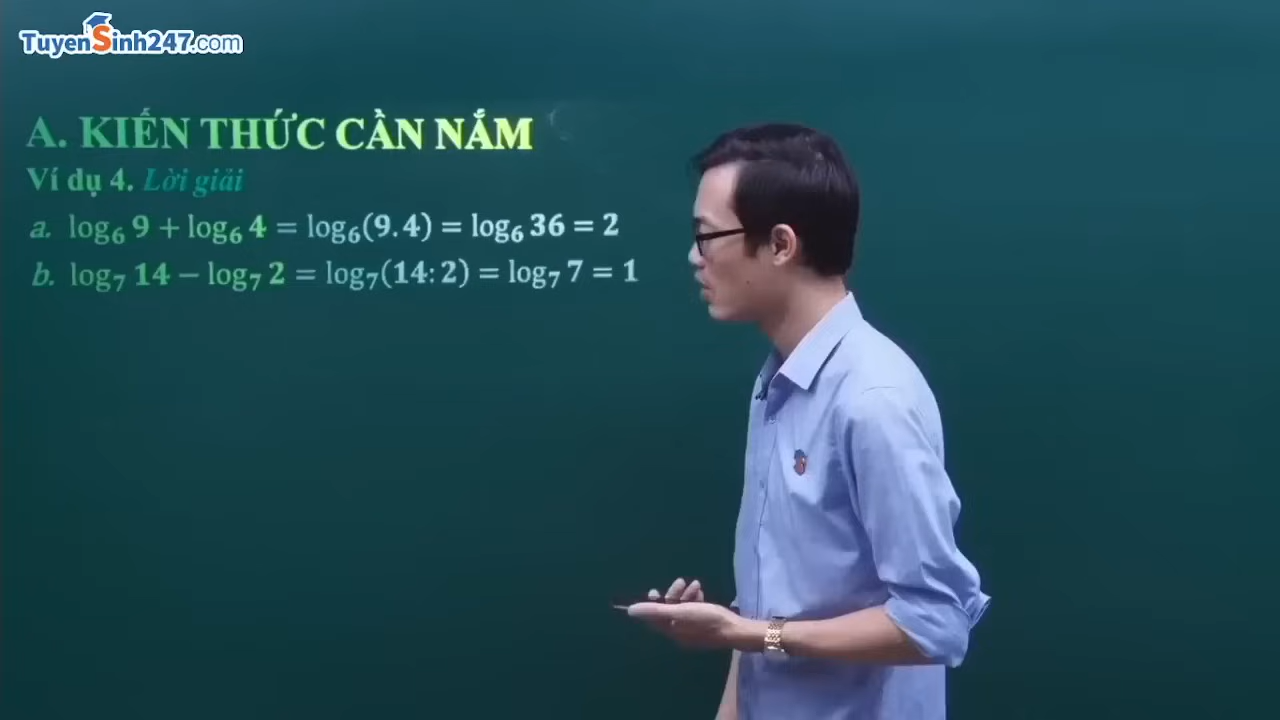 TuyenSinh247.com
A. KIẾN THỨC CẦN NẮM
Ví dụ 4. Lời giải
a. log₆ 9 + log₆ 4 = log₆(9.4) = log₆ 36 = 2
b. log₇ 14 − log₇ 2 = log₇(14:2) = log₇ 7 = 1